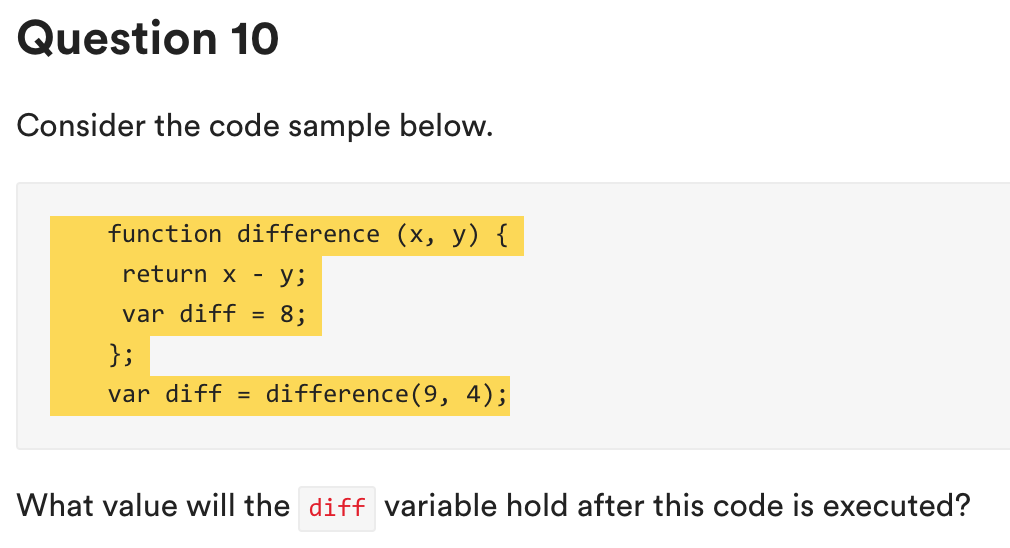 Question 10
Consider the code sample below.
function difference (x, y) {
return x - y;
var diff = 8;
};
var diff = difference(9, 4);
What value will the diff variable hold after this code is executed?